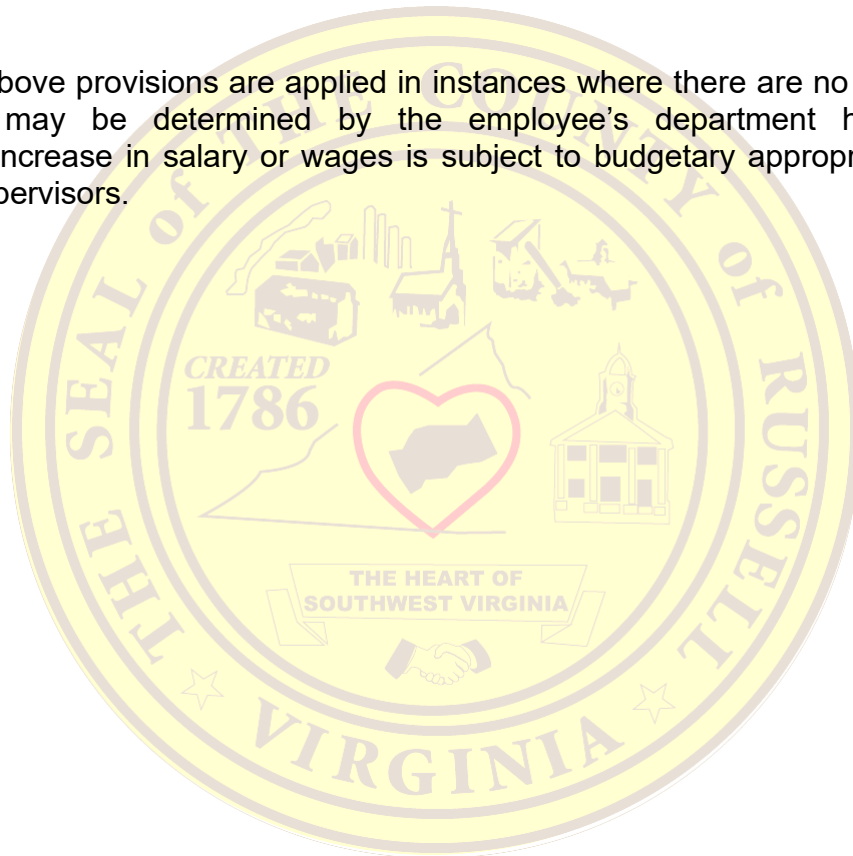 bove provisions are applied in instances where there are no
may be determined by the employee’s department h
ncrease in salary or wages is subject to budgetary appropr
pervisors.
THE SEAL of THE COUNTY of RUSSELL
CREATED
1786
THE HEART OF
SOUTHWEST VIRGINIA
VIRGINIA